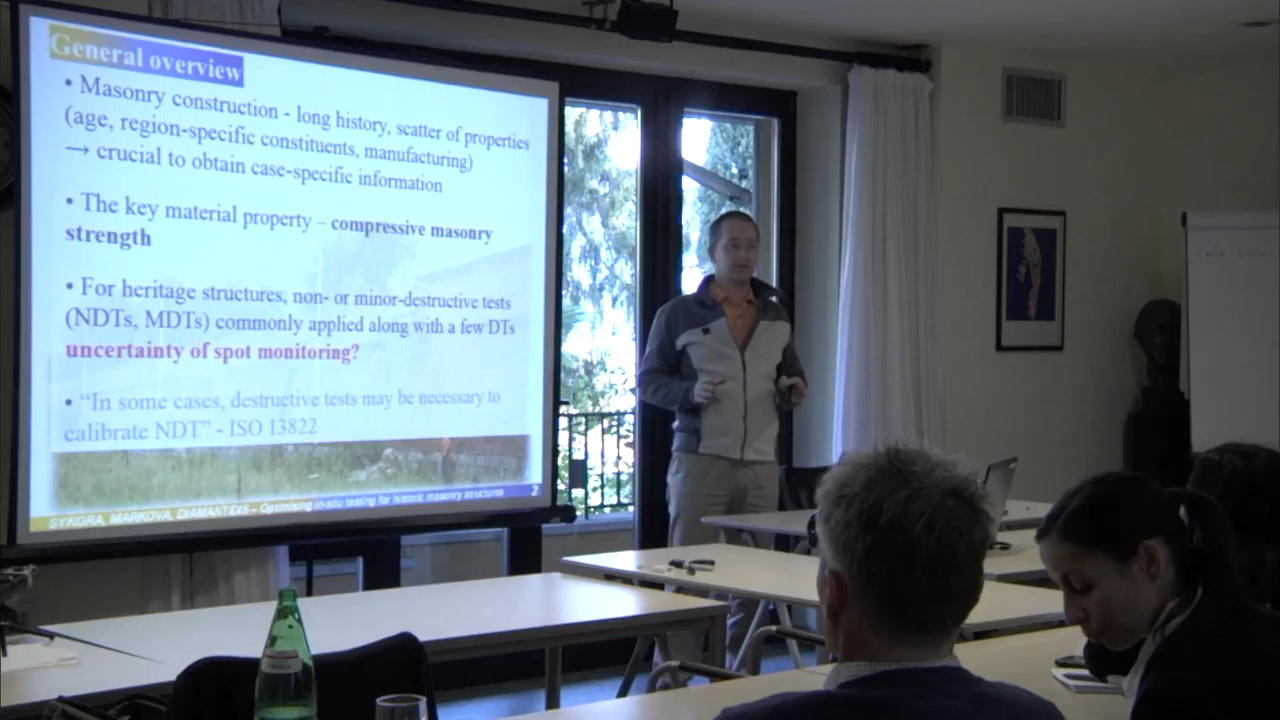 General overview
• Masonry construction - long history, scatter of properties
(age, region-specific constituents, manufacturing)
→ crucial to obtain case-specific information
• The key material property – compressive masonry
strength
• For heritage structures, non- or minor-destructive tests
(NDTs, MDTs) commonly applied along with a few DTs
uncertainty of spot monitoring?
• “In some cases, destructive tests may be necessary to
calibrate NDT” - ISO 13822
SYKORA, MARKOVA, DIAMANTIDIS – Optimising in-situ testing for historic masonry structures 2